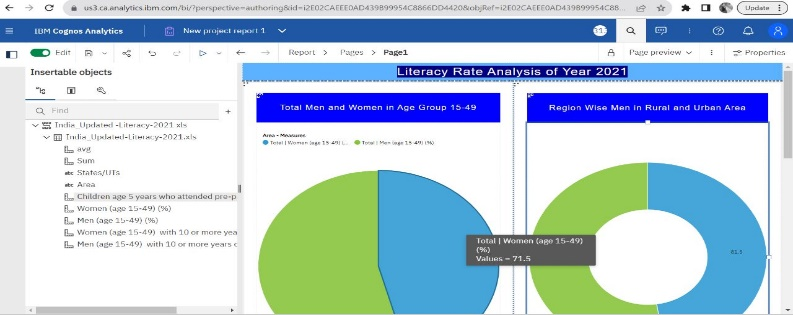 us3.ca.analytics.ibm.com/bi/?perspective=authoring&id=i2E02CAEEE0AD439B99954C8866DD4420&objRef=i2E02CAEEE0AD439B99954C88...
Update
IBM Cognos Analytics
New project report 1
Edit
Report > Pages > Page1
Page preview
Properties
Insertable objects
Find
India_Updated-Literacy-2021.xls
India_Updated-Literacy-2021.xls
avg
Sum
abc States/UTs
abc Area
Children age 5 years who attended pre-p
Women (age 15-49) (%)
Men (age 15-49) (%)
Women (age 15-49) with 10 or more yea
Men (age 15-49) with 10 or more years o
Literacy Rate Analysis of Year 2021
Total Men and Women in Age Group 15-49
Area - Measures
Total | Women (age 15-49) (...
Total | Men (age 15-49) (%)
Total | Women (age 15-49)
(%)
Values = 71.5
Region Wise Men in Rural and Urban Area